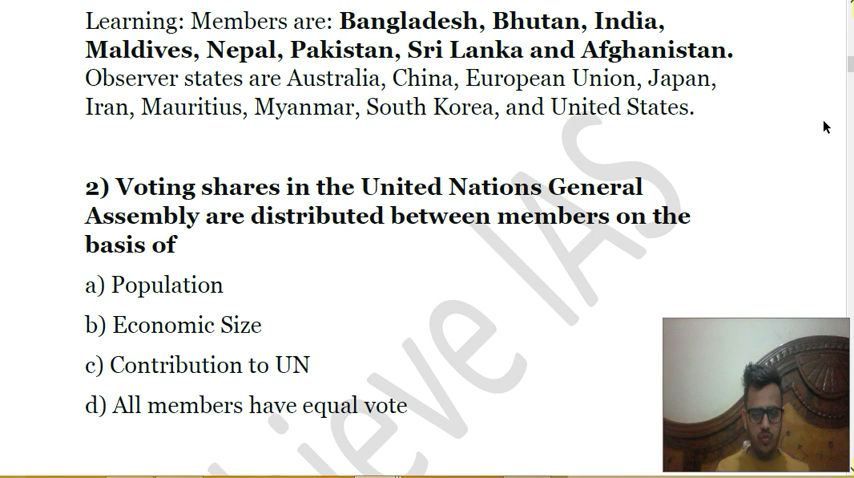 Learning: Members are: Bangladesh, Bhutan, India,
Maldives, Nepal, Pakistan, Sri Lanka and Afghanistan.
Observer states are Australia, China, European Union, Japan,
Iran, Mauritius, Myanmar, South Korea, and United States.
2) Voting shares in the United Nations General
Assembly are distributed between members on the
basis of
a) Population
b) Economic Size
c) Contribution to UN
d) All members have equal vote
ieve IAS